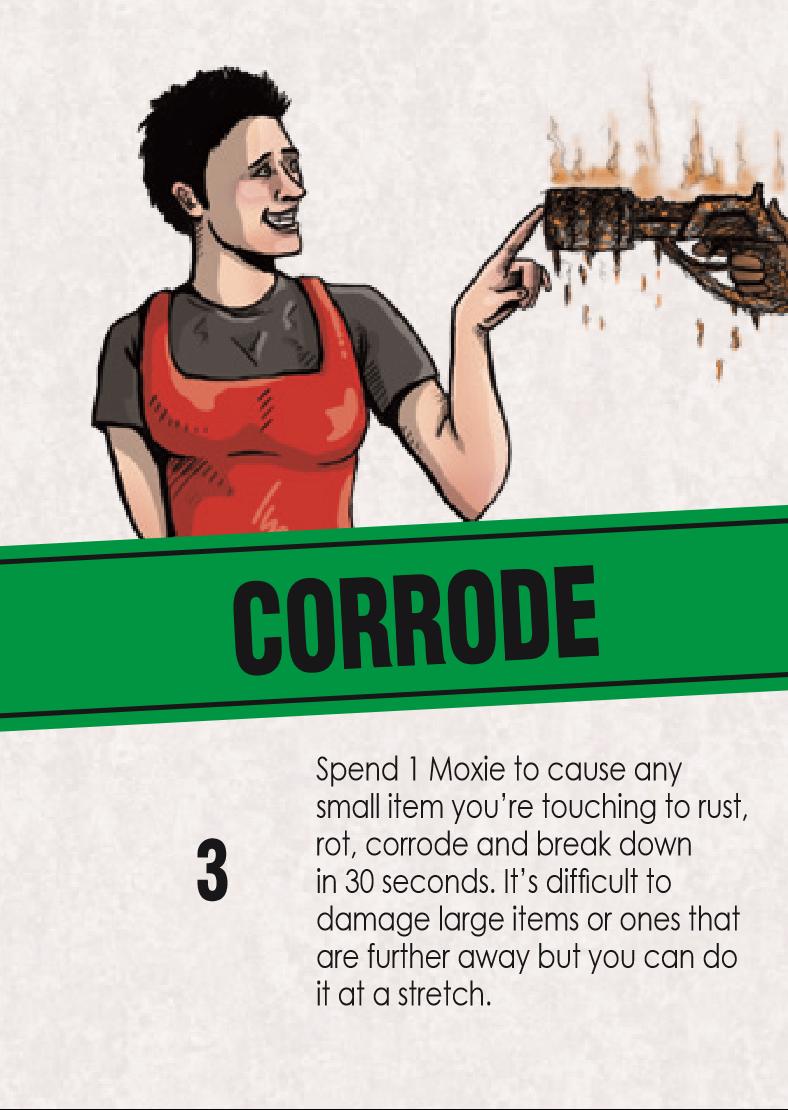 CORRODE
3
Spend 1 Moxie to cause any
small item you’re touching to rust,
rot, corrode and break down
in 30 seconds. It’s difficult to
damage large items or ones that
are further away but you can do
it at a stretch.